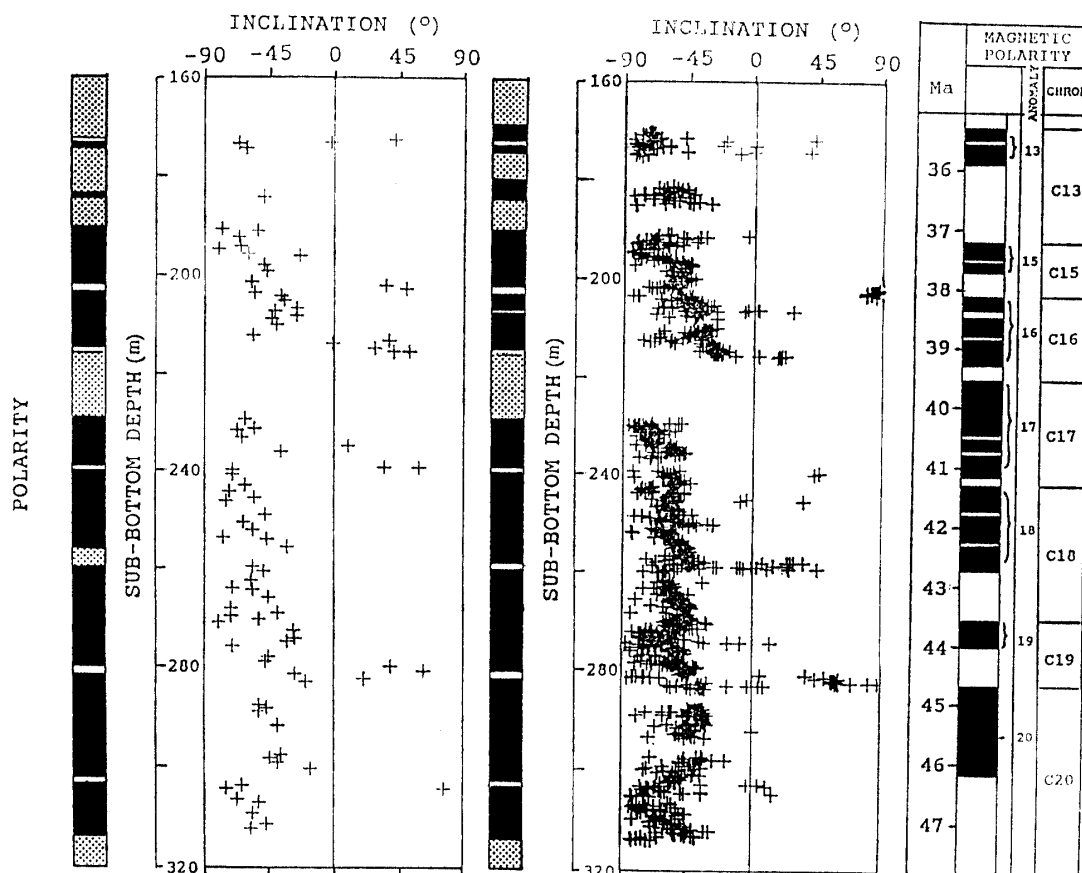 INCLINATION (°)
-90 -45 0 45 90
160
200
240
280
320
POLARITY
SUB-BOTTOM DEPTH (m)
INCLINATION (°)
-90 -45 0 45 90
160
200
240
280
320
SUB-BOTTOM DEPTH (m)
MAGNETIC
POLARITY
Ma
ANOMALY
CHRON
36
37
38
39
40
41
42
43
44
45
46
47
13
15
16
17
18
19
20
C13
C15
C16
C17
C18
C19
C20